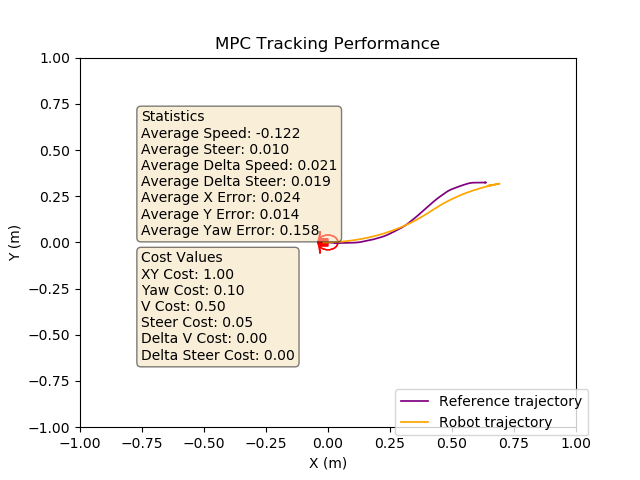 MPC Tracking Performance
1.00
0.75
0.50
0.25
0.00
−0.25
−0.50
−0.75
−1.00
Y (m)
Statistics
Average Speed: -0.122
Average Steer: 0.010
Average Delta Speed: 0.021
Average Delta Steer: 0.019
Average X Error: 0.024
Average Y Error: 0.014
Average Yaw Error: 0.158
Cost Values
XY Cost: 1.00
Yaw Cost: 0.10
V Cost: 0.50
Steer Cost: 0.05
Delta V Cost: 0.00
Delta Steer Cost: 0.00
Reference trajectory
Robot trajectory
−1.00 −0.75 −0.50 −0.25 0.00 0.25 0.50 0.75 1.00
X (m)